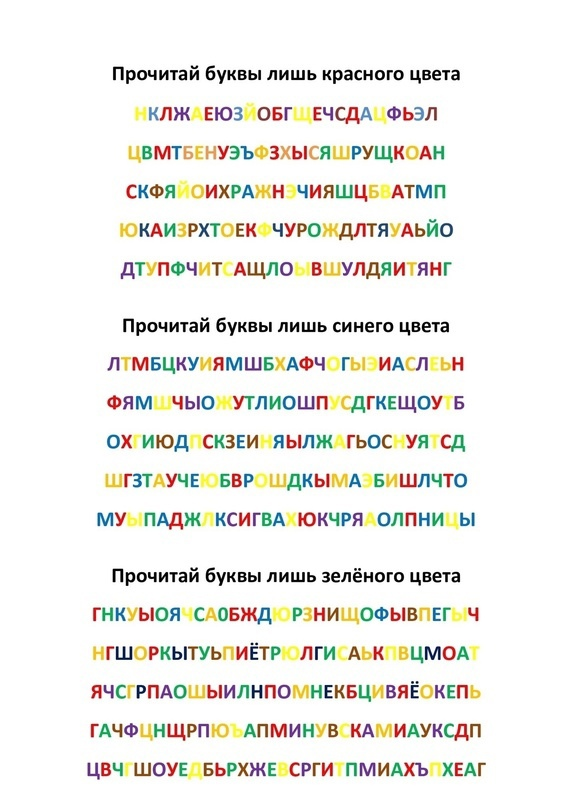 Прочитай буквы лишь красного цвета
НКЛЖАЕЮЗЙОБГЩЕЧСДАЦФЬЭЛ
ЦВМТБЕНУЭЪФЗХЫСЯШРУЩКОАН
СКФЯЙОИХРАЖНЭЧИЯШЦБВАТМП
ЮКАИЗРХТОЕКФЧУРОЖДЛТЯУАЬЙО
ДТУПФЧИТСАЩЛОЫВШУЛДЯИТЯНГ
Прочитай буквы лишь синего цвета
ЛТМБЦКУИЯМШБХАФЧОГЫЭИАСЛЕЬН
ФЯМШЧЫОЖУТЛИОШПУСДГКЕЩОУТБ
ОХГИЮДПСКЗЕИНЯЫЛЖАГЬОСНУЯТСД
ШГЗТАУЧЕЮБВРОШДКЫМАЭБИШЛЧТО
МУЫПАДЖЛКСИГВАХЮКЧРЯАОЛПНИЦЫ
Прочитай буквы лишь зелёного цвета
ГНКУЫОЯЧСА0БЖДЮРЗНИЩОФЫВПЕГЫЧ
НГШОРКЫТУЬПИЁТРЮЛГИСАЬКПВЦМОАТ
ЯЧСГРПАОШЫИЛНПОМНЕКБЦИВЯЁОКЕПЬ
ГАЧФЦНЩРПЮЪАПМИНУВСКАМИАУКСДП
ЦВЧГШОУЕДБЬРХЖЕВСРГИТПМИАХЪПХЕАГ